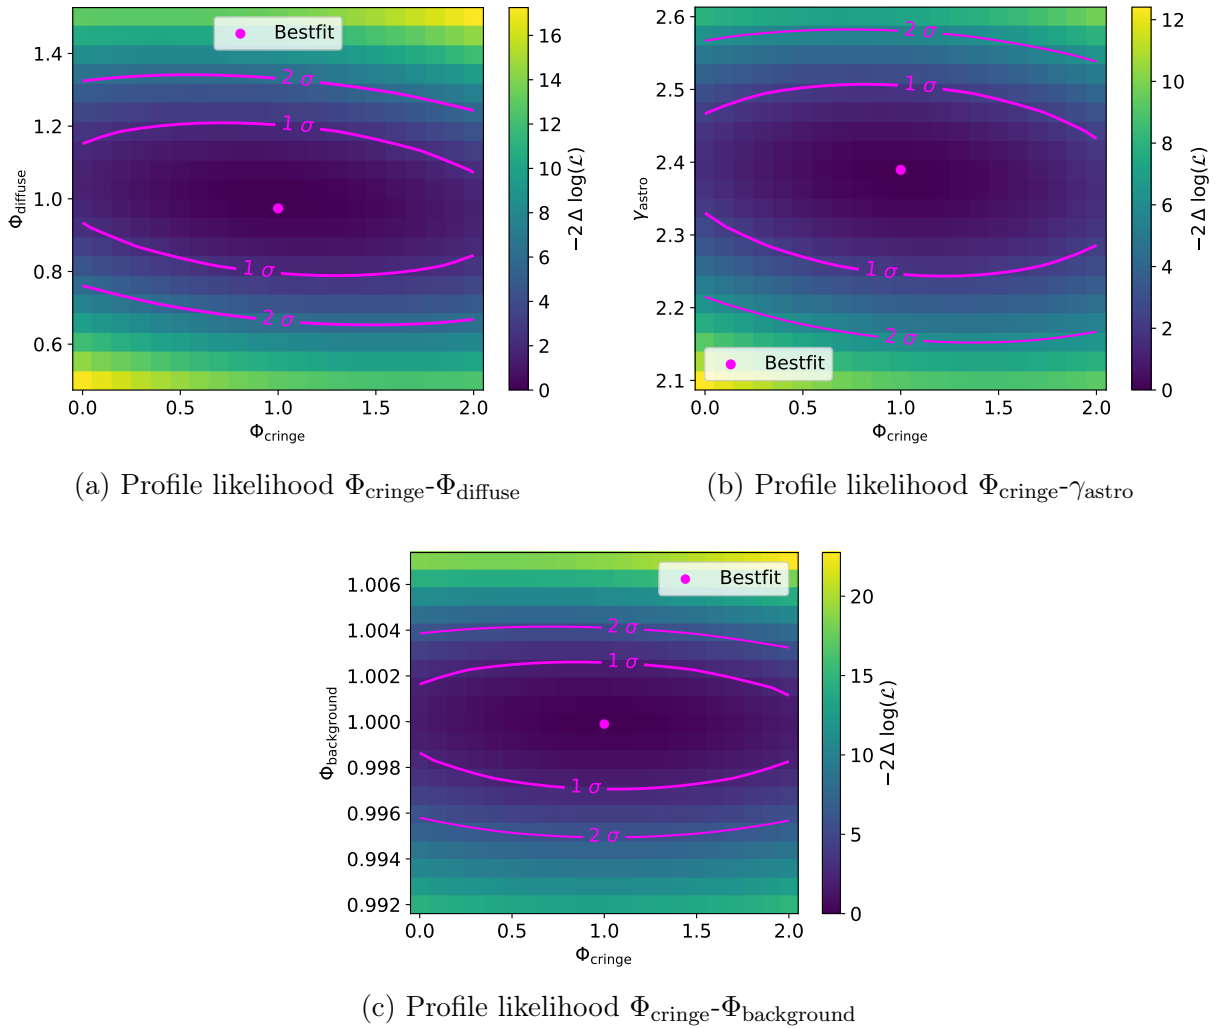 Bestfit
2 σ
1 σ
1 σ
2 σ
1.4
1.2
1.0
0.8
0.6
Φdiffuse
0.0 0.5 1.0 1.5 2.0
Φcringe
16
14
12
10
8
6
4
2
0
−2 Δ log(ℒ)
(a) Profile likelihood Φcringe-Φdiffuse
2 σ
1 σ
1 σ
2 σ
Bestfit
2.6
2.5
2.4
2.3
2.2
2.1
γastro
0.0 0.5 1.0 1.5 2.0
Φcringe
12
10
8
6
4
2
0
−2 Δ log(ℒ)
(b) Profile likelihood Φcringe-γastro
Bestfit
2 σ
1 σ
1 σ
2 σ
1.006
1.004
1.002
1.000
0.998
0.996
0.994
0.992
Φbackground
0.0 0.5 1.0 1.5 2.0
Φcringe
20
15
10
5
0
−2 Δ log(ℒ)
(c) Profile likelihood Φcringe-Φbackground